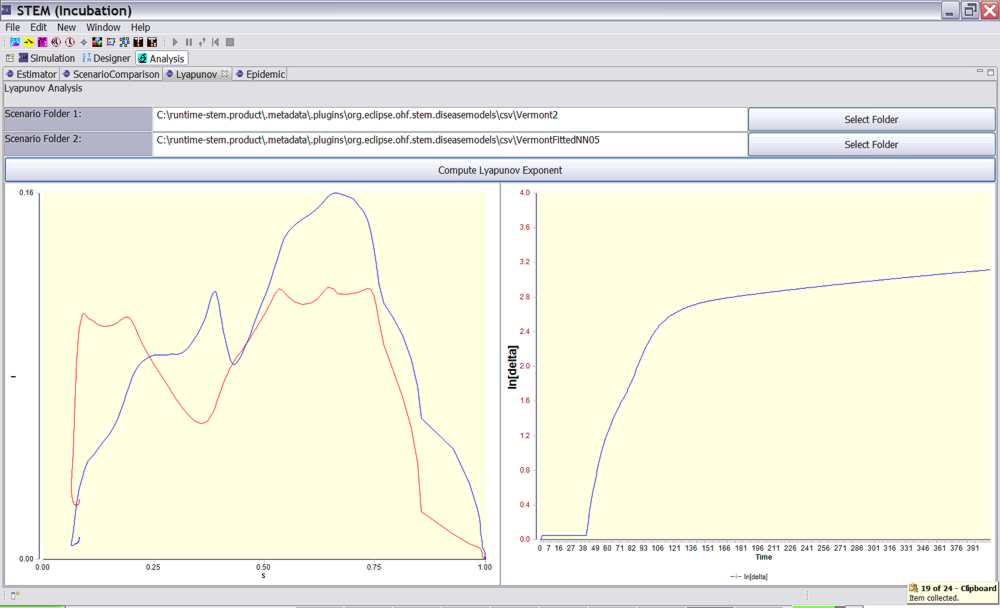 STEM (Incubation)
File Edit New Window Help
Simulation Designer Analysis
Estimator ScenarioComparison Lyapunov Epidemic
Lyapunov Analysis
Scenario Folder 1: C:\runtime-stem.product\.metadata\.plugins\org.eclipse.ohf.stem.diseasemodels\csv\Vermont2 Select Folder
Scenario Folder 2: C:\runtime-stem.product\.metadata\.plugins\org.eclipse.ohf.stem.diseasemodels\csv\VermontFittedNN05 Select Folder
Compute Lyapunov Exponent
0.16
I
0.00
0.00 0.25 0.50 0.75 1.00
S
4.0
3.6
3.2
2.8
2.4
2.0
1.6
1.2
0.8
0.4
0.0
ln[delta]
0 7 16 27 38 49 60 71 82 93 106 121 136 151 166 181 196 211 226 241 256 271 286 301 316 331 346 361 376 391
Time
ln[delta]
19 of 24 - Clipboard
Item collected.